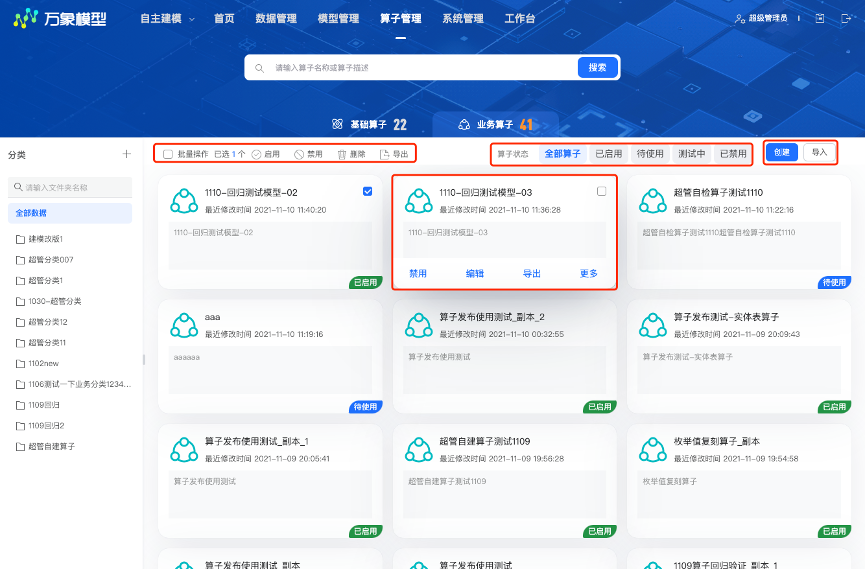 万象模型
自主建模 首页 数据管理 模型管理 算子管理 系统管理 工作台 超级管理员
请输入算子名称或算子描述 搜索
基础算子 22 业务算子 41
分类
请输入文件夹名称
全部数据
建模改版1
超管分类007
超管分类1
1030-超管分类
超管分类12
超管分类11
1102new
1106测试一下业务分类1234...
1109回归
1109回归2
超管自建算子
批量操作 已选 1 个 启用 禁用 删除 导出
算子状态 全部算子 已启用 待使用 测试中 已禁用
创建 导入
1110-回归测试模型-02
最近修改时间 2021-11-10 11:40:20
1110-回归测试模型-02
已启用
1110-回归测试模型-03
最近修改时间 2021-11-10 11:36:28
1110-回归测试模型-03
禁用 编辑 导出 更多
超管自检算子测试1110
最近修改时间 2021-11-10 11:22:16
超管自检算子测试1110超管自检算子测试1110
待使用
aaa
最近修改时间 2021-11-10 11:19:16
aaaaaa
待使用
算子发布使用测试_副本_2
最近修改时间 2021-11-10 00:32:55
算子发布使用测试
已启用
算子发布测试-实体表算子
最近修改时间 2021-11-09 20:09:43
算子发布测试-实体表算子
已启用
算子发布使用测试_副本_1
最近修改时间 2021-11-09 20:05:41
算子发布使用测试
已启用
超管自建算子测试1109
最近修改时间 2021-11-09 19:56:28
超管自建算子测试1109
已启用
枚举值复刻算子_副本
最近修改时间 2021-11-09 19:54:58
枚举值复刻算子
已启用
算子发布使用测试_副本
算子发布使用测试
1109算子回归验证_副本_1